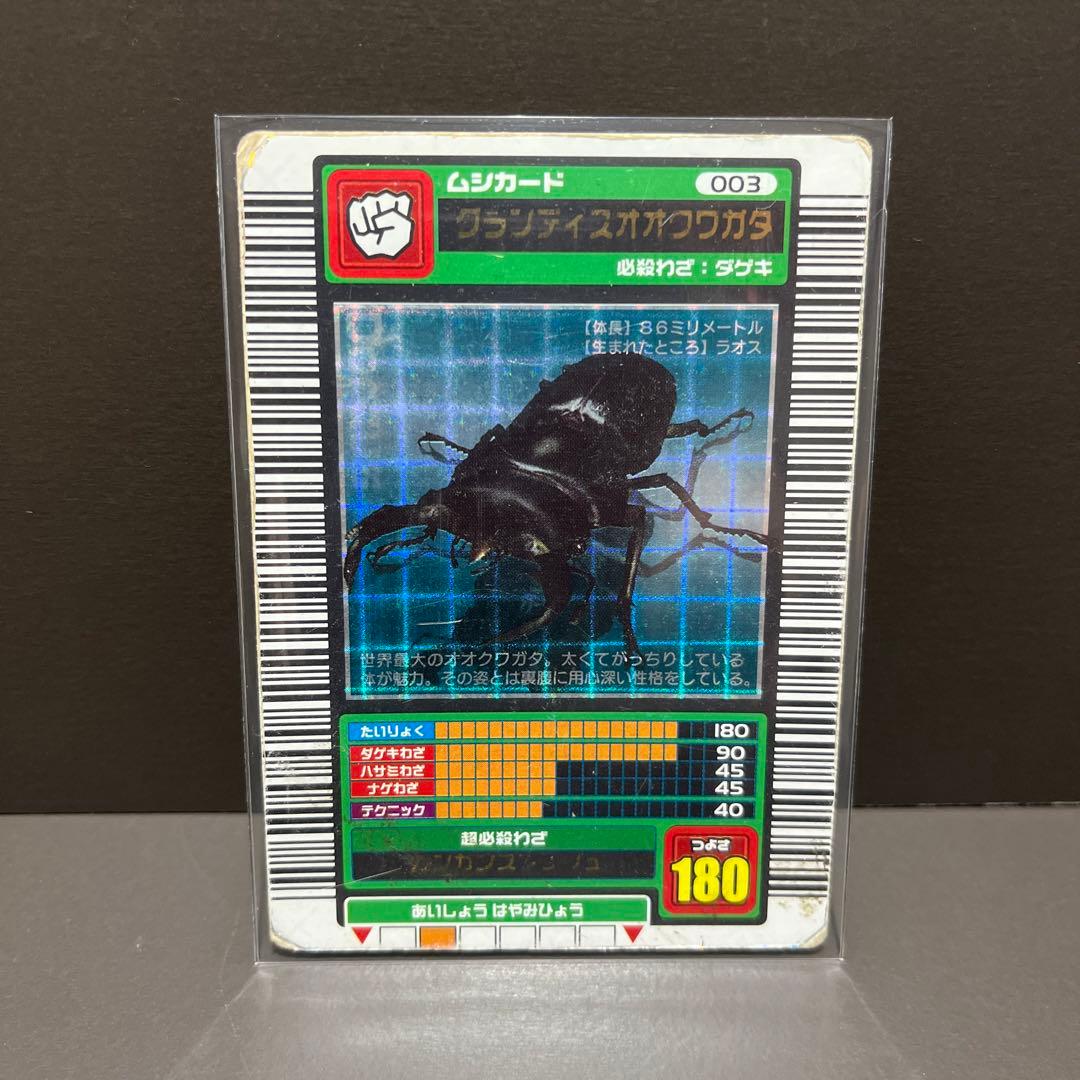 ムシカード
003
グランディスオオクワガタ
必殺わざ：ダゲキ
【体長】86ミリメートル
【生まれたところ】ラオス
世界最大のオオクワガタ。太くてがっちりしている
体が魅力。その姿とは裏腹に用心深い性格をしている。
たいりょく 180
ダゲキわざ 90
ハサミわざ 45
ナゲわざ 45
テクニック 40
超必殺わざ
つよさ
180
あいしょう はやみひょう